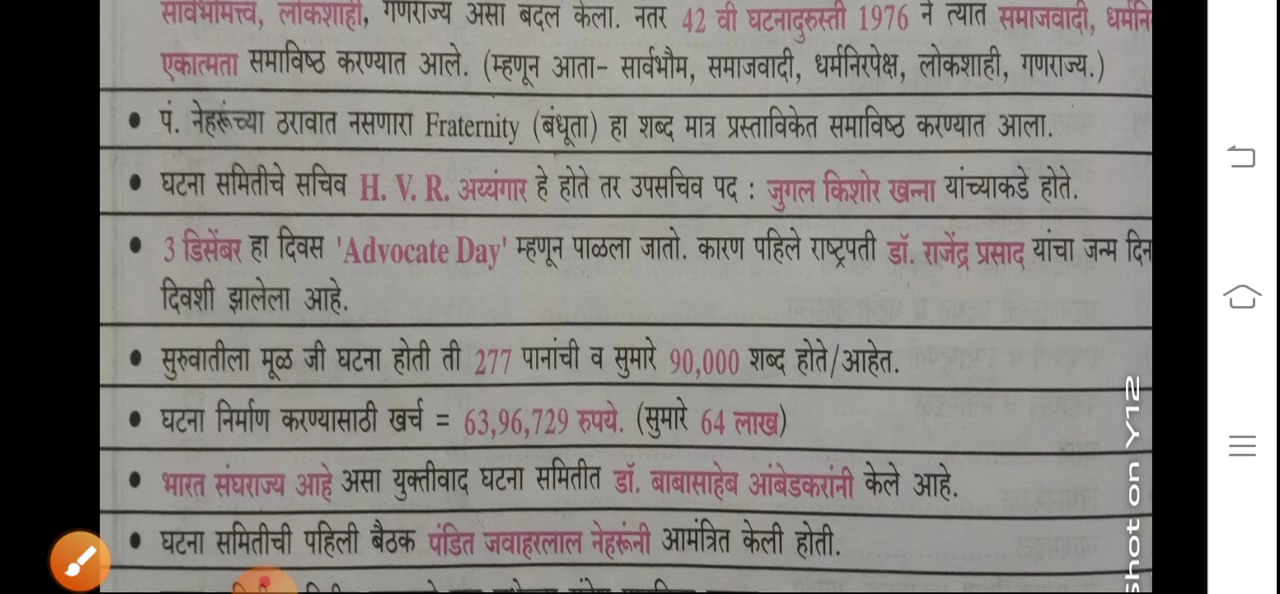 सार्वभौमत्त्व, लोकशाही, गणराज्य असा बदल केला. नंतर 42 वी घटनादुरुस्ती 1976 ने त्यात समाजवादी,
एकात्मता समाविष्ठ करण्यात आले. (म्हणून आता- सार्वभौम, समाजवादी, धर्मनिरपेक्ष, लोकशाही, गणराज्य.)
• पं. नेहरूंच्या ठरावात नसणारा Fraternity (बंधूता) हा शब्द मात्र प्रस्ताविकेत समाविष्ठ करण्यात आला.
• घटना समितीचे सचिव H. V. R. अय्यंगार हे होते तर उपसचिव पद : जुगल किशोर खन्ना यांच्याकडे होते.
• 3 डिसेंबर हा दिवस 'Advocate Day' म्हणून पाळला जातो. कारण पहिले राष्ट्रपती डॉ. राजेंद्र प्रसाद यांचा जन्म दिन
दिवशी झालेला आहे.
• सुरुवातीला मूळ जी घटना होती ती 277 पानांची व सुमारे 90,000 शब्द होते/आहेत.
• घटना निर्माण करण्यासाठी खर्च = 63,96,729 रुपये. (सुमारे 64 लाख)
• भारत संघराज्य आहे असा युक्तीवाद घटना समितीत डॉ. बाबासाहेब आंबेडकरांनी केले आहे.
• घटना समितीची पहिली बैठक पंडित जवाहरलाल नेहरूंनी आमंत्रित केली होती.
Shot on Y12